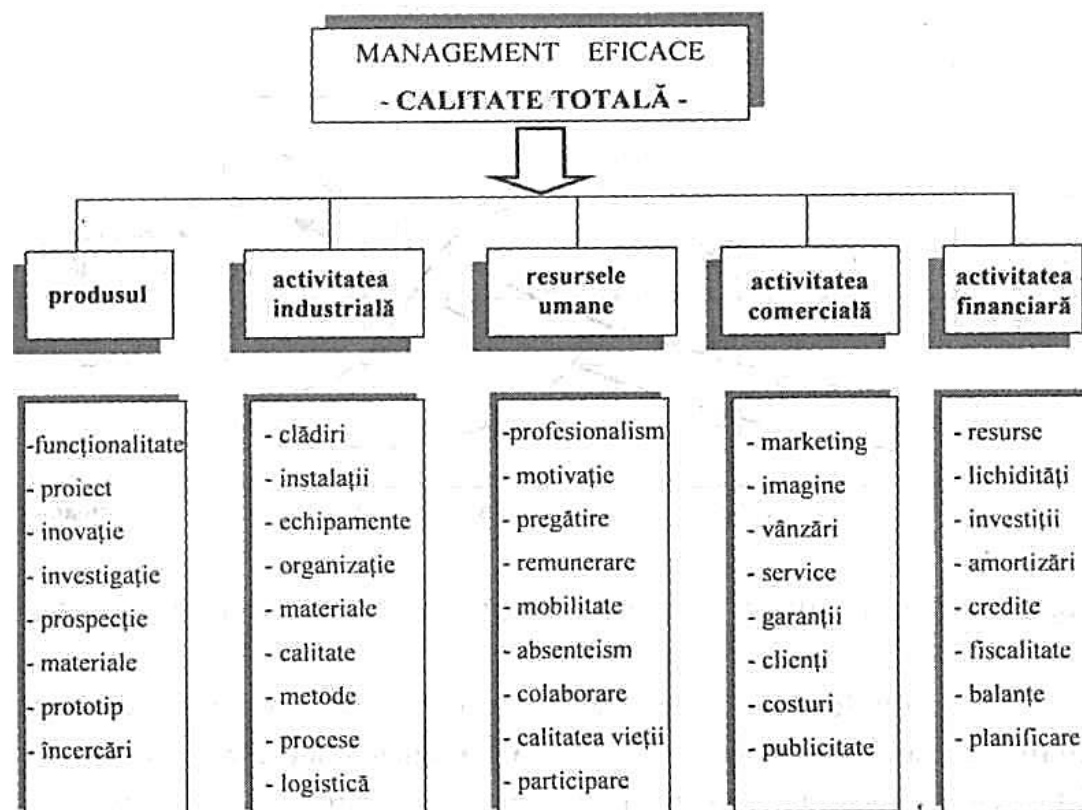 MANAGEMENT EFICACE
- CALITATE TOTALĂ -
produsul
activitatea
industrială
resursele
umane
activitatea
comercială
activitatea
financiară
-funcționalitate
- proiect
- inovație
- investigație
- prospecție
- materiale
- prototip
- încercări
- clădiri
- instalații
- echipamente
- organizație
- materiale
- calitate
- metode
- procese
- logistică
-profesionalism
- motivație
- pregătire
- remunerare
- mobilitate
- absenteism
- colaborare
- calitatea vieții
- participare
- marketing
- imagine
- vânzări
- service
- garanții
- clienți
- costuri
- publicitate
- resurse
- lichidități
- investiții
- amortizări
- credite
- fiscalitate
- balanțe
- planificare